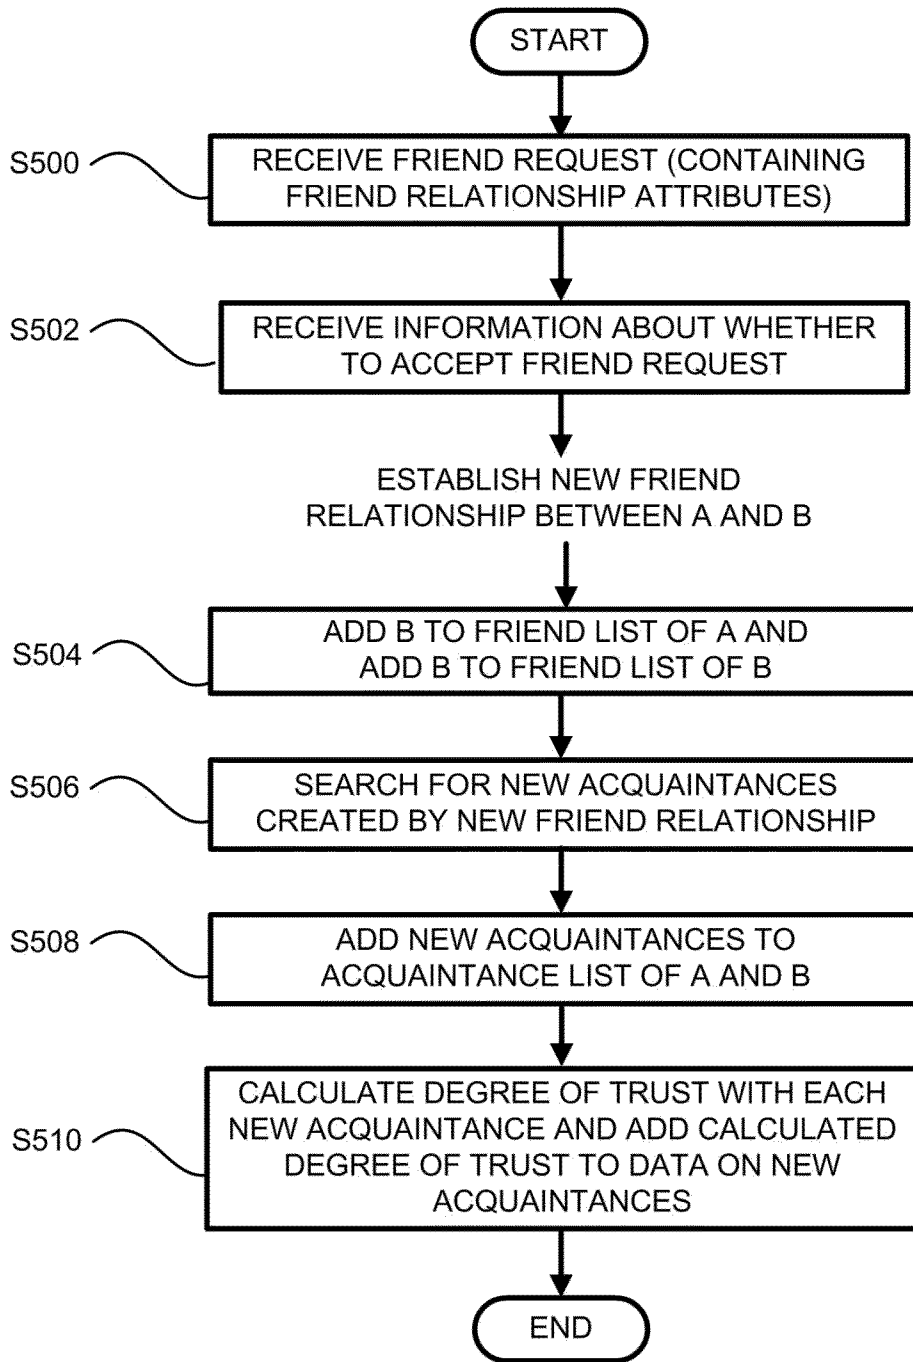 START
S500
RECEIVE FRIEND REQUEST (CONTAINING
FRIEND RELATIONSHIP ATTRIBUTES)
S502
RECEIVE INFORMATION ABOUT WHETHER
TO ACCEPT FRIEND REQUEST
ESTABLISH NEW FRIEND
RELATIONSHIP BETWEEN A AND B
S504
ADD B TO FRIEND LIST OF A AND
ADD B TO FRIEND LIST OF B
S506
SEARCH FOR NEW ACQUAINTANCES
CREATED BY NEW FRIEND RELATIONSHIP
S508
ADD NEW ACQUAINTANCES TO
ACQUAINTANCE LIST OF A AND B
S510
CALCULATE DEGREE OF TRUST WITH EACH
NEW ACQUAINTANCE AND ADD CALCULATED
DEGREE OF TRUST TO DATA ON NEW
ACQUAINTANCES
END